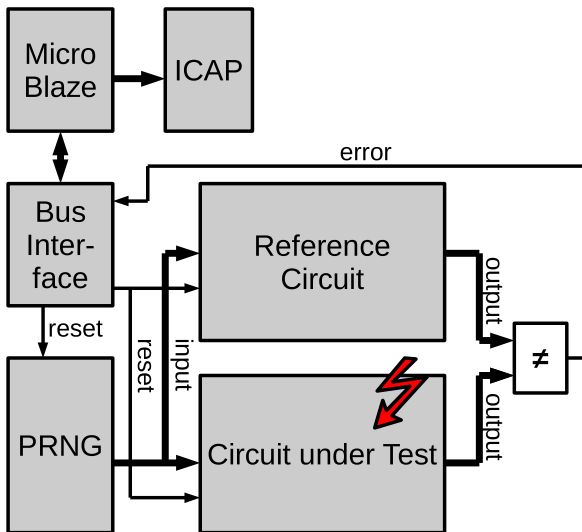 Micro
Blaze
ICAP
error
Bus
Inter-
face
Reference
Circuit
output
reset
reset
input
≠
PRNG
Circuit under Test
output